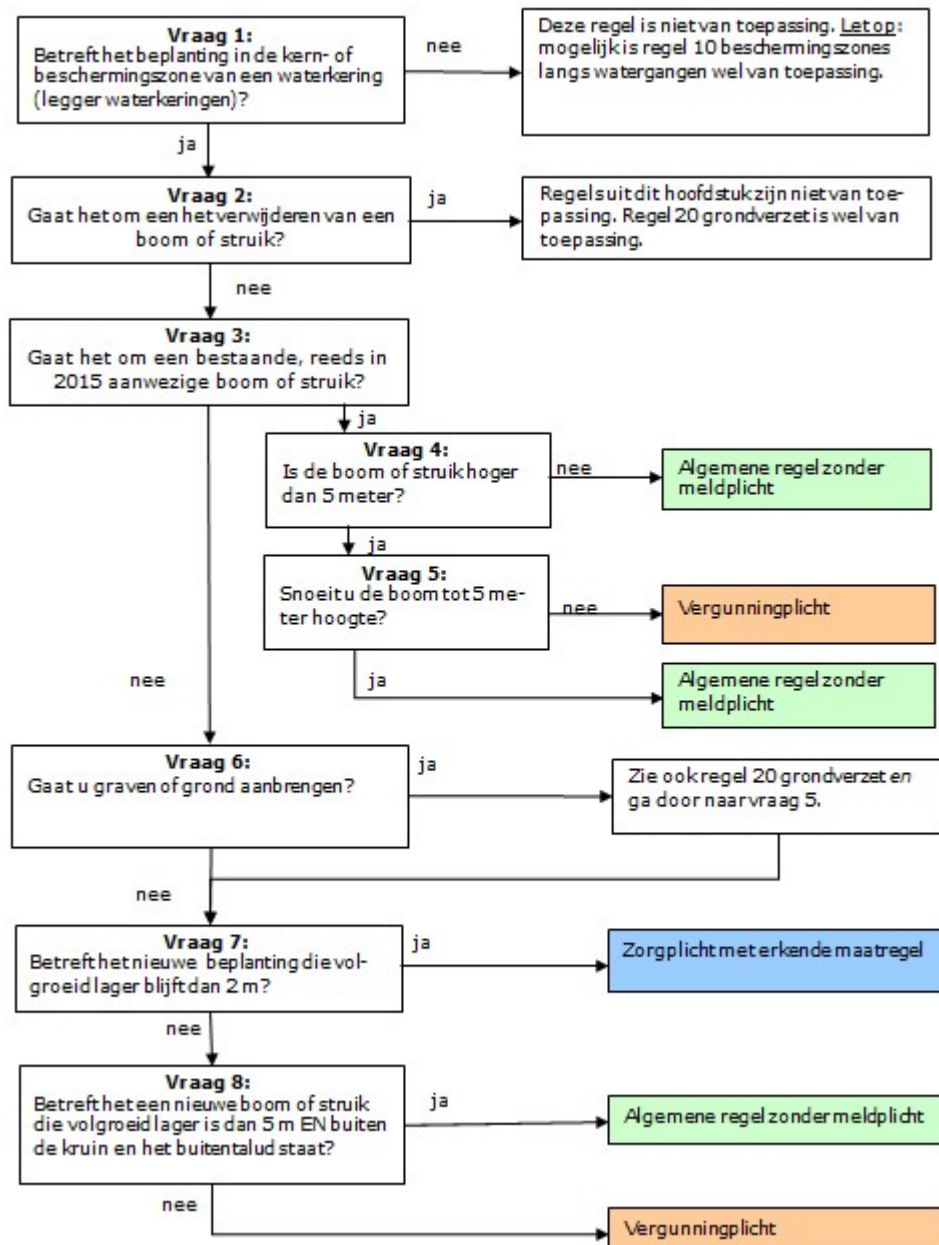 Vraag 1:
Betreft het beplanting in de kern- of
beschermingszone van een waterkering
(legger waterkeringen)?
nee
Deze regel is niet van toepassing. Let op:
mogelijk is regel 10 beschermingszones
langs watergangen wel van toepassing.
ja
Vraag 2:
Gaat het om een het verwijderen van een
boom of struik?
ja
Regels uit dit hoofdstuk zijn niet van toe-
passing. Regel 20 grondverzet is wel van
toepassing.
nee
Vraag 3:
Gaat het om een bestaande, reeds in
2015 aanwezige boom of struik?
ja
Vraag 4:
Is de boom of struik hoger
dan 5 meter?
nee
Algemene regel zonder
meldplicht
ja
Vraag 5:
Snoeit u de boom tot 5 me-
ter hoogte?
nee
Vergunningplicht
ja
Algemene regel zonder
meldplicht
nee
Vraag 6:
Gaat u graven of grond aanbrengen?
ja
Zie ook regel 20 grondverzet en
ga door naar vraag 5.
nee
Vraag 7:
Betreft het nieuwe beplanting die vol-
groeid lager blijft dan 2 m?
ja
Zorgplicht met erkende maatregel
nee
Vraag 8:
Betreft het een nieuwe boom of struik
die volgroeid lager is dan 5 m EN buiten
de kruin en het buitentalud staat?
ja
Algemene regel zonder meldplicht
nee
Vergunningplicht